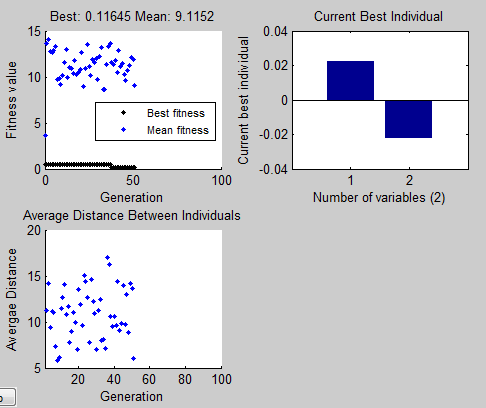 Best: 0.11645 Mean: 9.1152
15
10
5
0
0 50 100
Fitness value
Generation
Best fitness
Mean fitness
Current Best Individual
0.04
0.02
0
-0.02
-0.04
1 2
Current best individual
Number of variables (2)
Average Distance Between Individuals
20
15
10
5
20 40 60 80 100
Avergae Distance
Generation